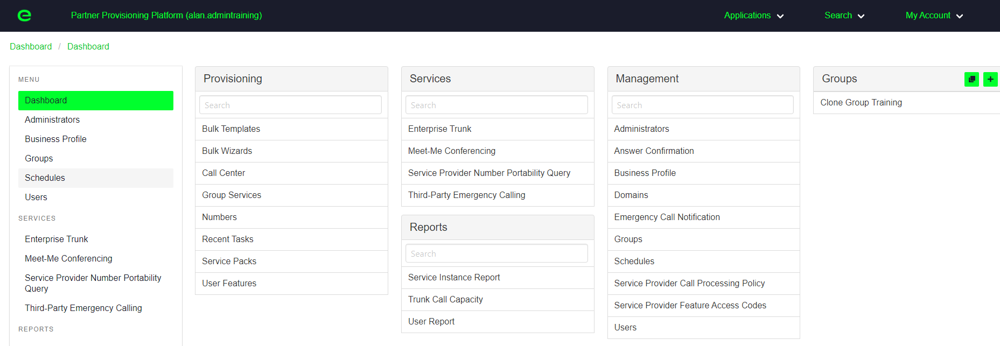 Partner Provisioning Platform (alan.admintraining)
Applications
Search
My Account
Dashboard / Dashboard
MENU
Dashboard
Administrators
Business Profile
Groups
Schedules
Users
SERVICES
Enterprise Trunk
Meet-Me Conferencing
Service Provider Number Portability
Query
Third-Party Emergency Calling
REPORTS
Provisioning
Search
Bulk Templates
Bulk Wizards
Call Center
Group Services
Numbers
Recent Tasks
Service Packs
User Features
Services
Search
Enterprise Trunk
Meet-Me Conferencing
Service Provider Number Portability Query
Third-Party Emergency Calling
Reports
Search
Service Instance Report
Trunk Call Capacity
User Report
Management
Search
Administrators
Answer Confirmation
Business Profile
Domains
Emergency Call Notification
Groups
Schedules
Service Provider Call Processing Policy
Service Provider Feature Access Codes
Users
Groups
Clone Group Training